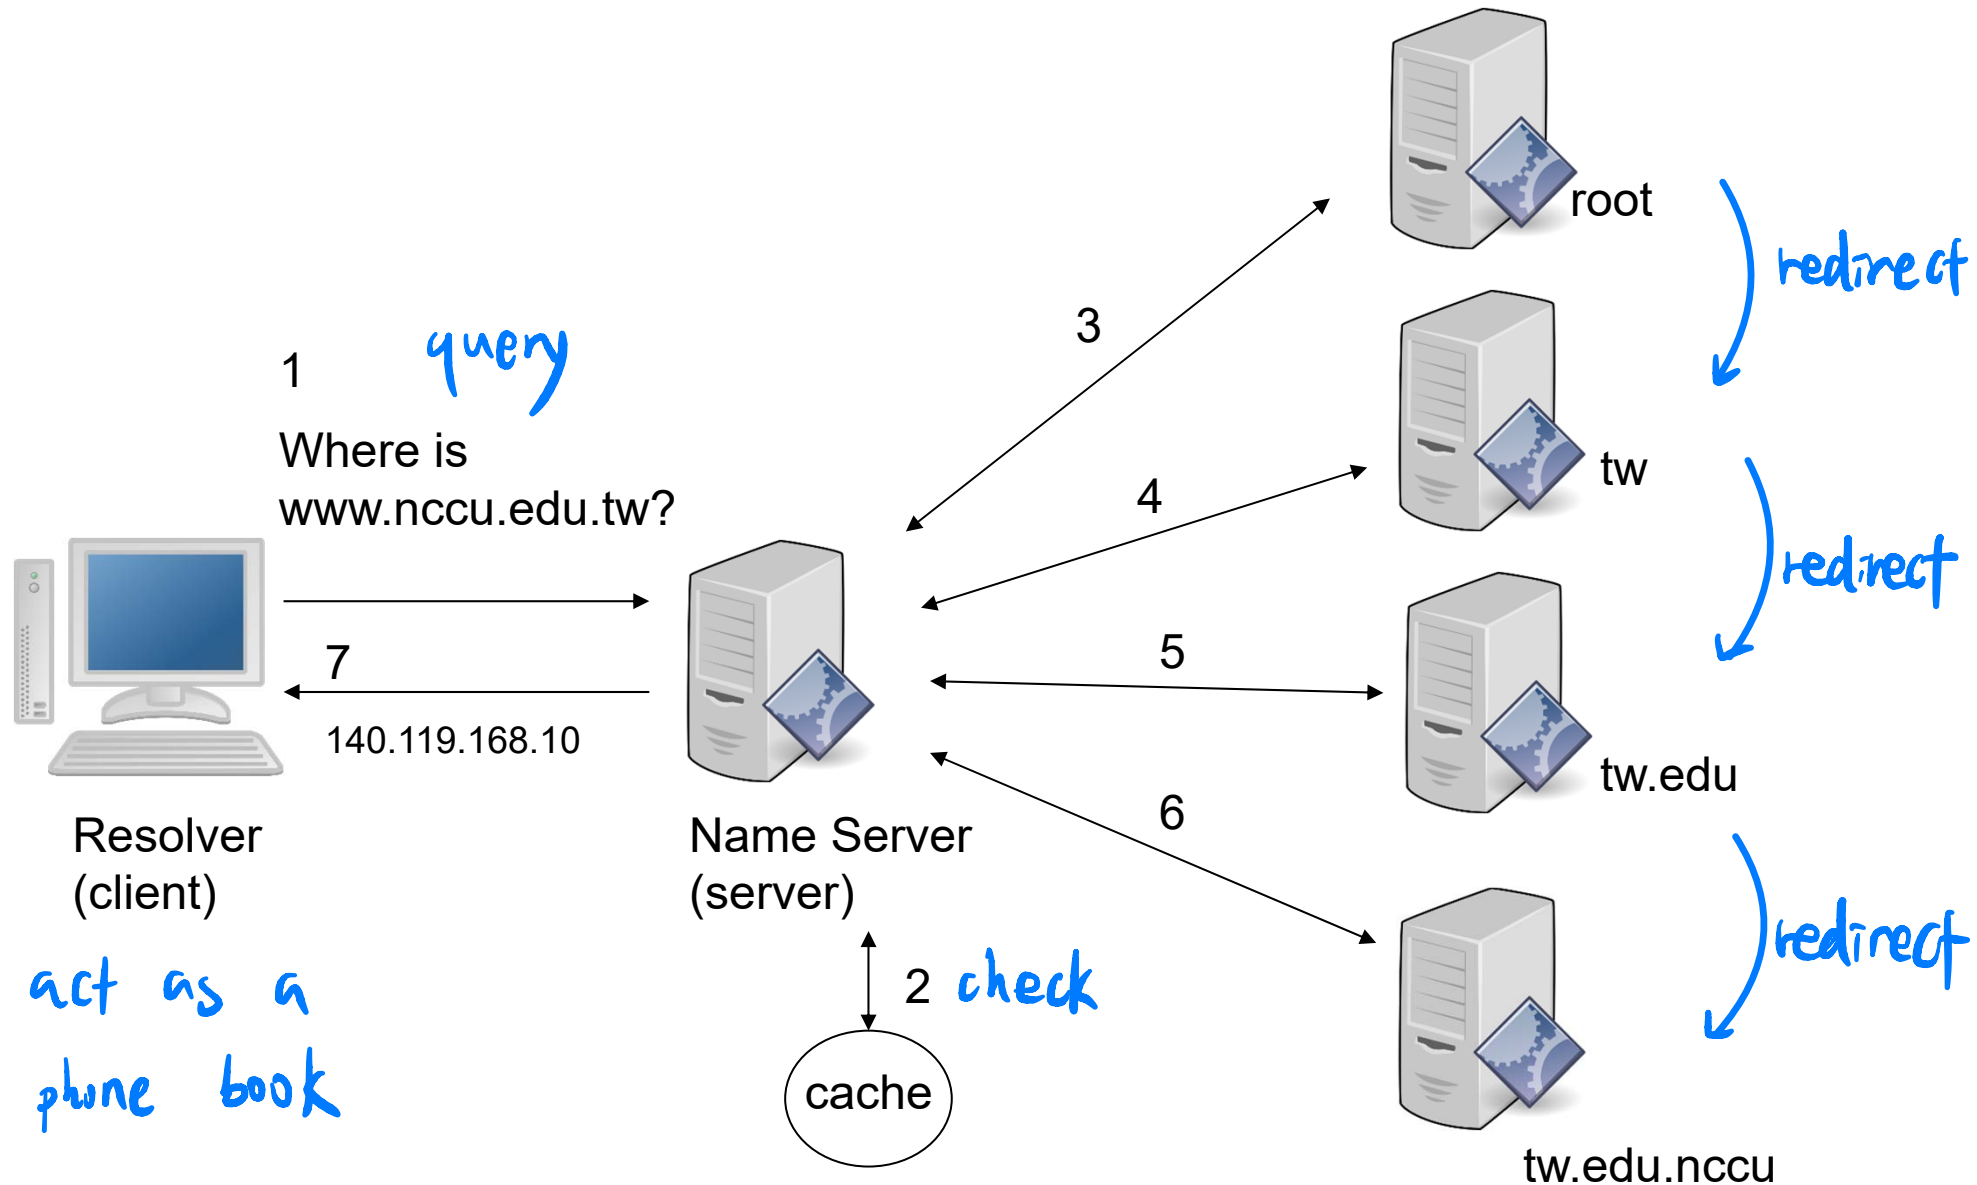 1
query
Where is
www.nccu.edu.tw?
7
140.119.168.10
Resolver
(client)
act as a
phone book
Name Server
(server)
2 check
cache
3
4
5
6
root
redirect
tw
redirect
tw.edu
redirect
tw.edu.nccu